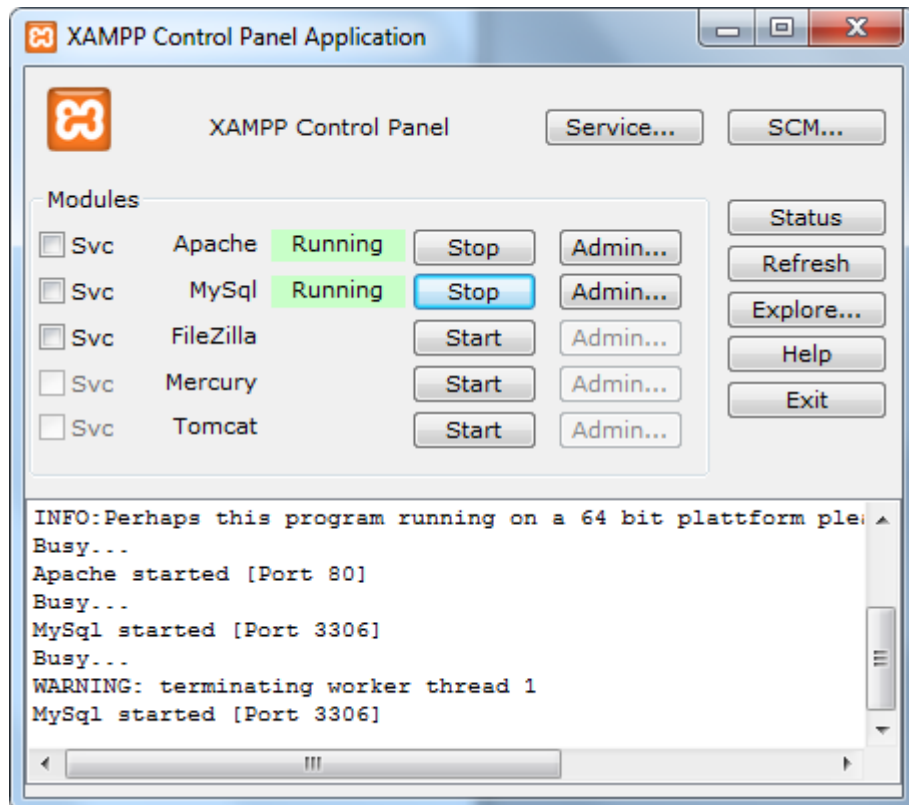 XAMPP Control Panel Application
XAMPP Control Panel Service... SCM...
Modules
Svc Apache Running Stop Admin...
Svc MySql Running Stop Admin...
Svc FileZilla Start Admin...
Svc Mercury Start Admin...
Svc Tomcat Start Admin...
Status
Refresh
Explore...
Help
Exit
INFO:Perhaps this program running on a 64 bit plattform
Busy...
Apache started [Port 80]
Busy...
MySql started [Port 3306]
Busy...
WARNING: terminating worker thread 1
MySql started [Port 3306]